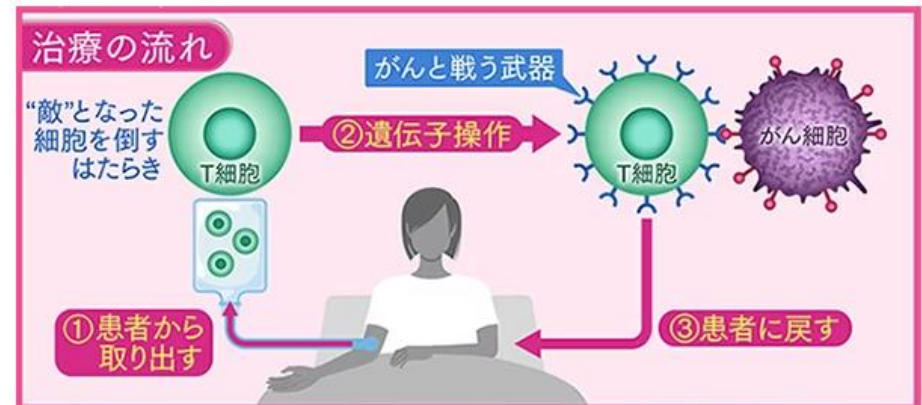 治療の流れ
“敵”となった
細胞を倒す
はたらき
T細胞
②遺伝子操作
がんと戦う武器
T細胞
がん細胞
①患者から
取り出す
③患者に戻す